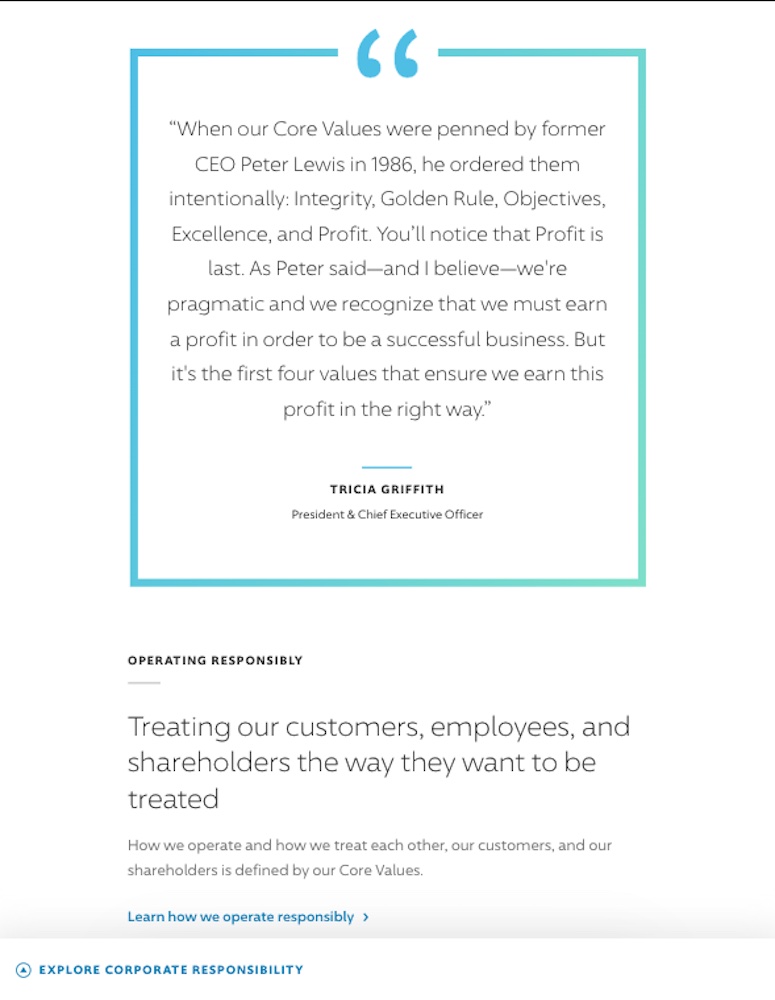 “When our Core Values were penned by former
CEO Peter Lewis in 1986, he ordered them
intentionally: Integrity, Golden Rule, Objectives,
Excellence, and Profit. You’ll notice that Profit is
last. As Peter said—and I believe—we're
pragmatic and we recognize that we must earn
a profit in order to be a successful business. But
it's the first four values that ensure we earn this
profit in the right way.”
TRICIA GRIFFITH
President & Chief Executive Officer
OPERATING RESPONSIBLY
Treating our customers, employees, and
shareholders the way they want to be
treated
How we operate and how we treat each other, our customers, and our
shareholders is defined by our Core Values.
Learn how we operate responsibly ›
EXPLORE CORPORATE RESPONSIBILITY